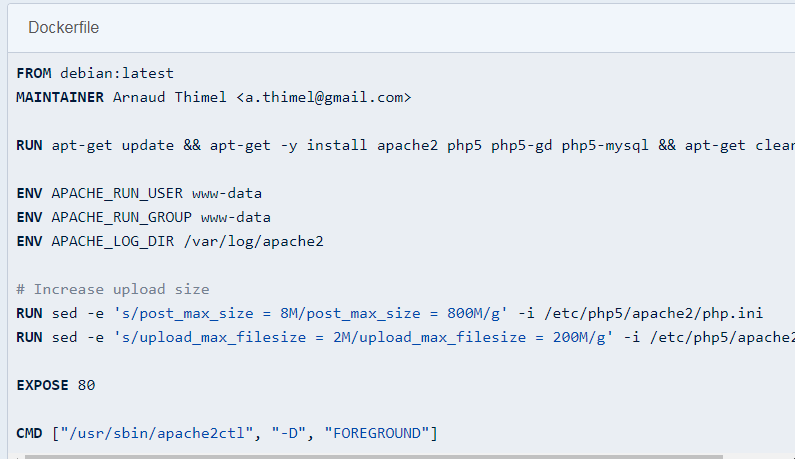 Dockerfile
FROM debian:latest
MAINTAINER Arnaud Thimel <a.thimel@gmail.com>
RUN apt-get update && apt-get -y install apache2 php5 php5-gd php5-mysql && apt-get clean
ENV APACHE_RUN_USER www-data
ENV APACHE_RUN_GROUP www-data
ENV APACHE_LOG_DIR /var/log/apache2
# Increase upload size
RUN sed -e 's/post_max_size = 8M/post_max_size = 800M/g' -i /etc/php5/apache2/php.ini
RUN sed -e 's/upload_max_filesize = 2M/upload_max_filesize = 200M/g' -i /etc/php5/apache2
EXPOSE 80
CMD ["/usr/sbin/apache2ctl", "-D", "FOREGROUND"]